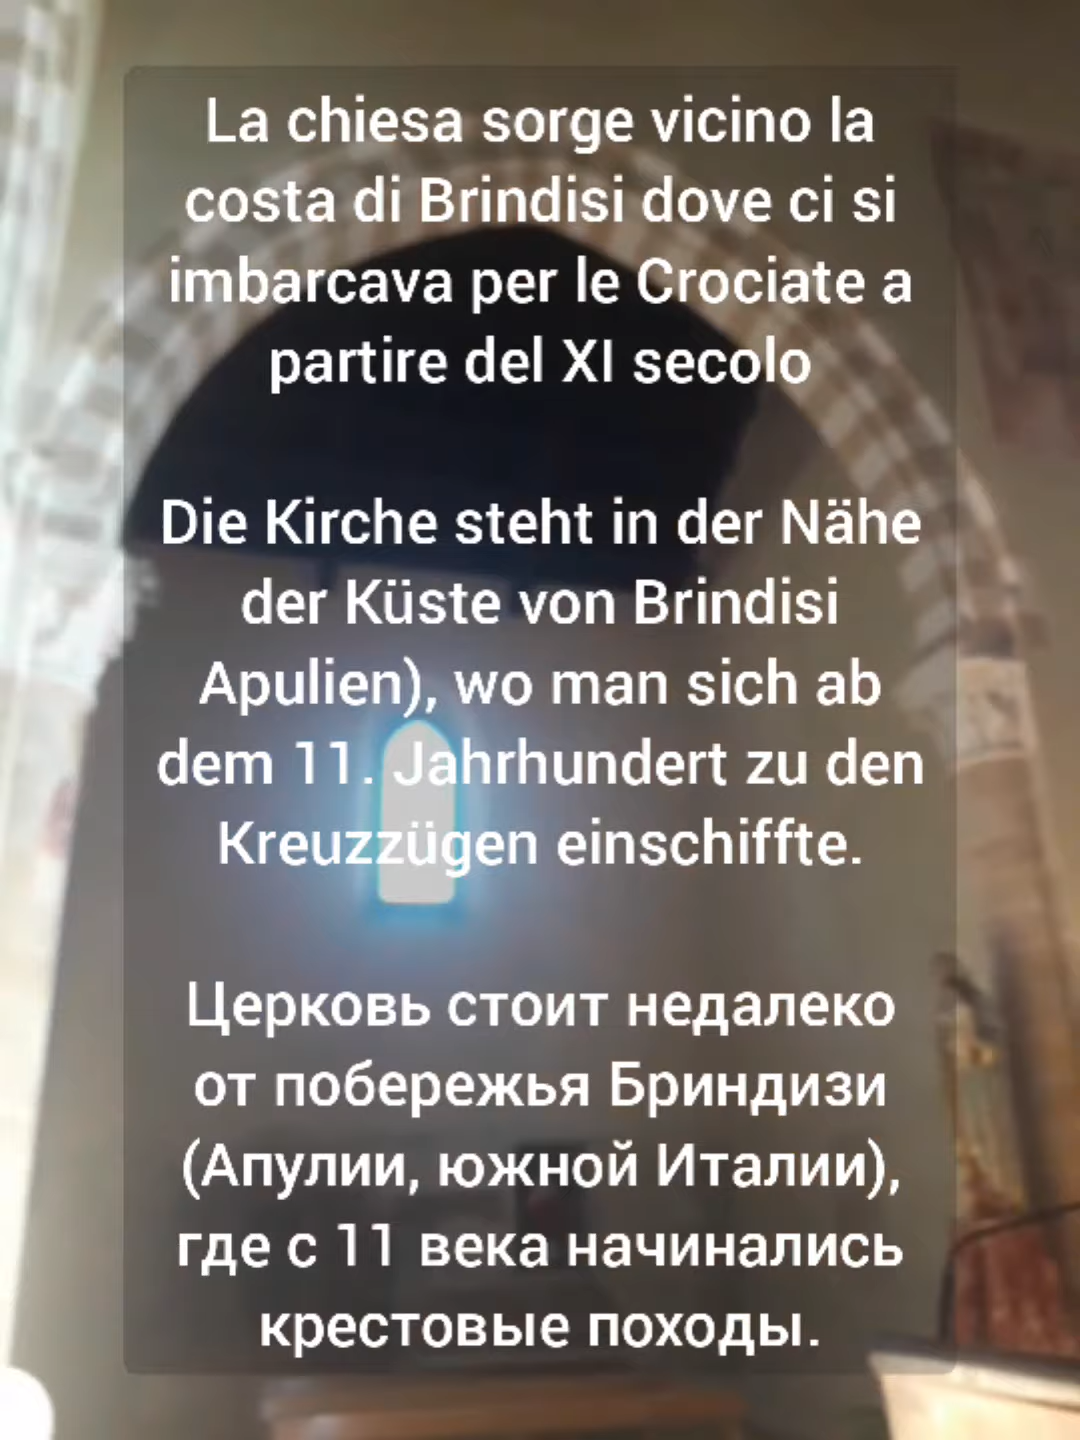 La chiesa sorge vicino la
costa di Brindisi dove ci si
imbarcava per le Crociate a
partire del XI secolo
Die Kirche steht in der Nähe
der Küste von Brindisi
Apulien), wo man sich ab
dem 11. Jahrhundert zu den
Kreuzzügen einschiffte.
Церковь стоит недалеко
от побережья Бриндизи
(Апулии, южной Италии),
где с 11 века начинались
крестовые походы.